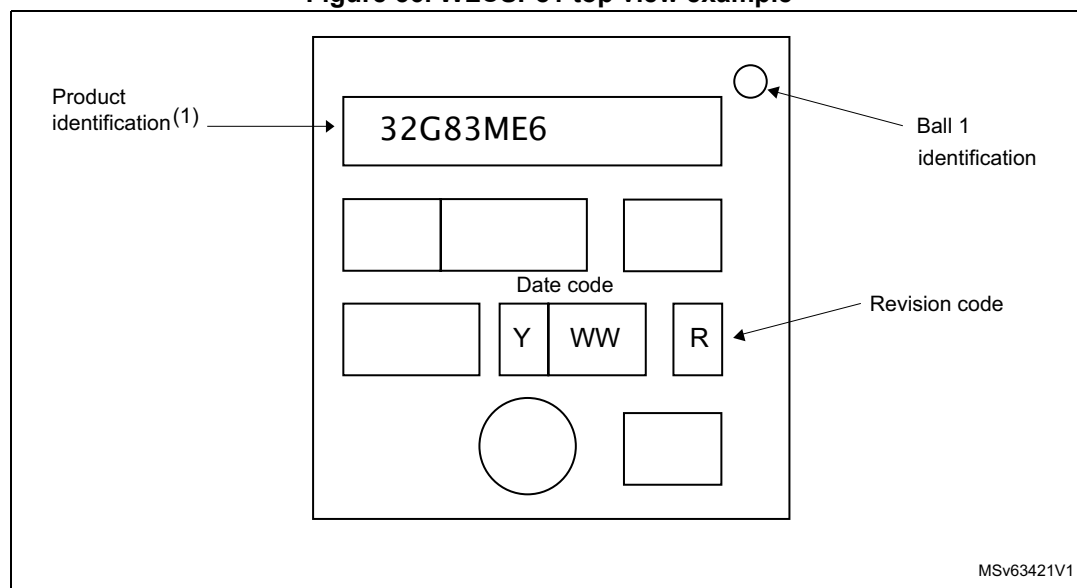 Product
identification(1)
32G83ME6
Ball 1
identification
Date code
Revision code
Y WW R
MSv63421V1